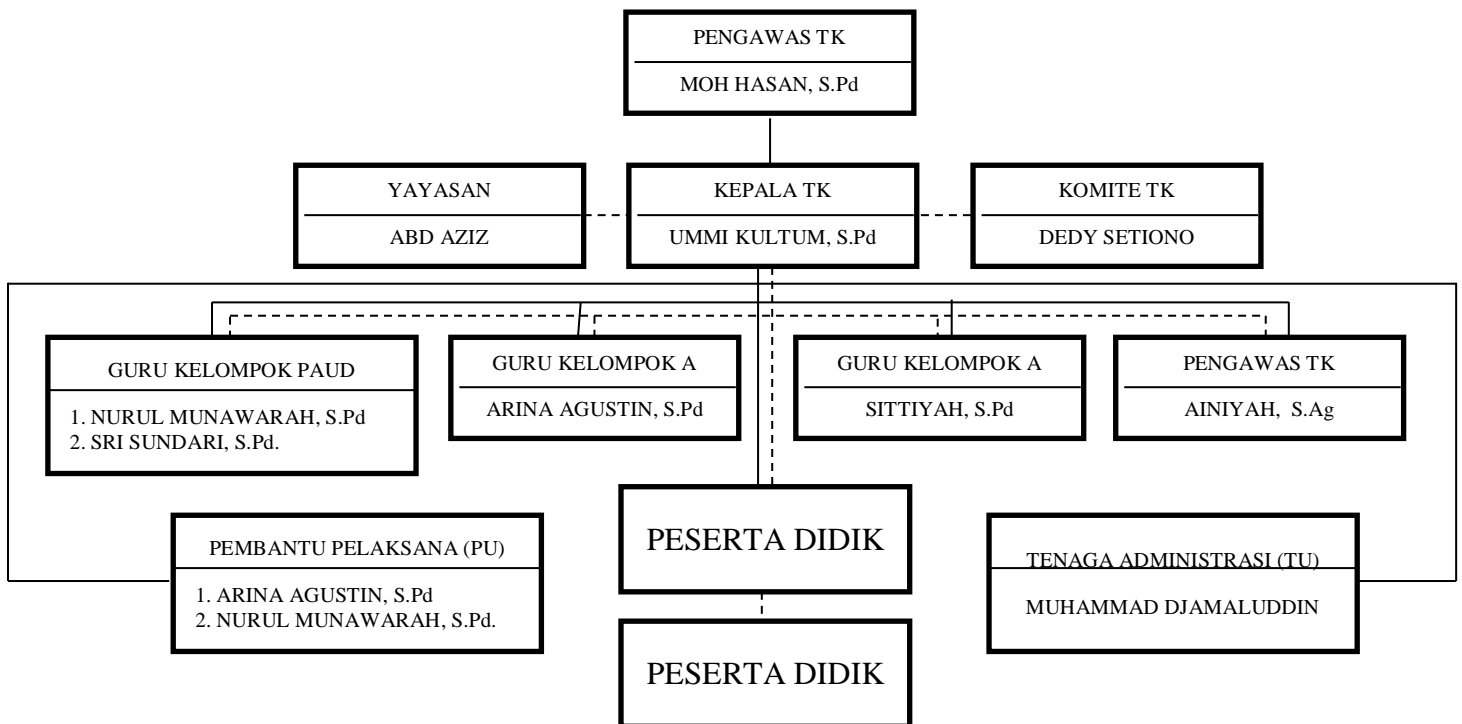 PENGAWAS TK
MOH HASAN, S.Pd
YAYASAN
ABD AZIZ
KEPALA TK
UMMI KULTUM, S.Pd
KOMITE TK
DEDY SETIONO
GURU KELOMPOK PAUD
1. NURUL MUNAWARAH, S.Pd
2. SRI SUNDARI, S.Pd.
GURU KELOMPOK A
ARINA AGUSTIN, S.Pd
GURU KELOMPOK A
SITTIYAH, S.Pd
PENGAWAS TK
AINIYAH, S.Ag
PEMBANTU PELAKSANA (PU)
1. ARINA AGUSTIN, S.Pd
2. NURUL MUNAWARAH, S.Pd.
PESERTA DIDIK
TENAGA ADMINISTRASI (TU)
MUHAMMAD DJAMALUDDIN
PESERTA DIDIK